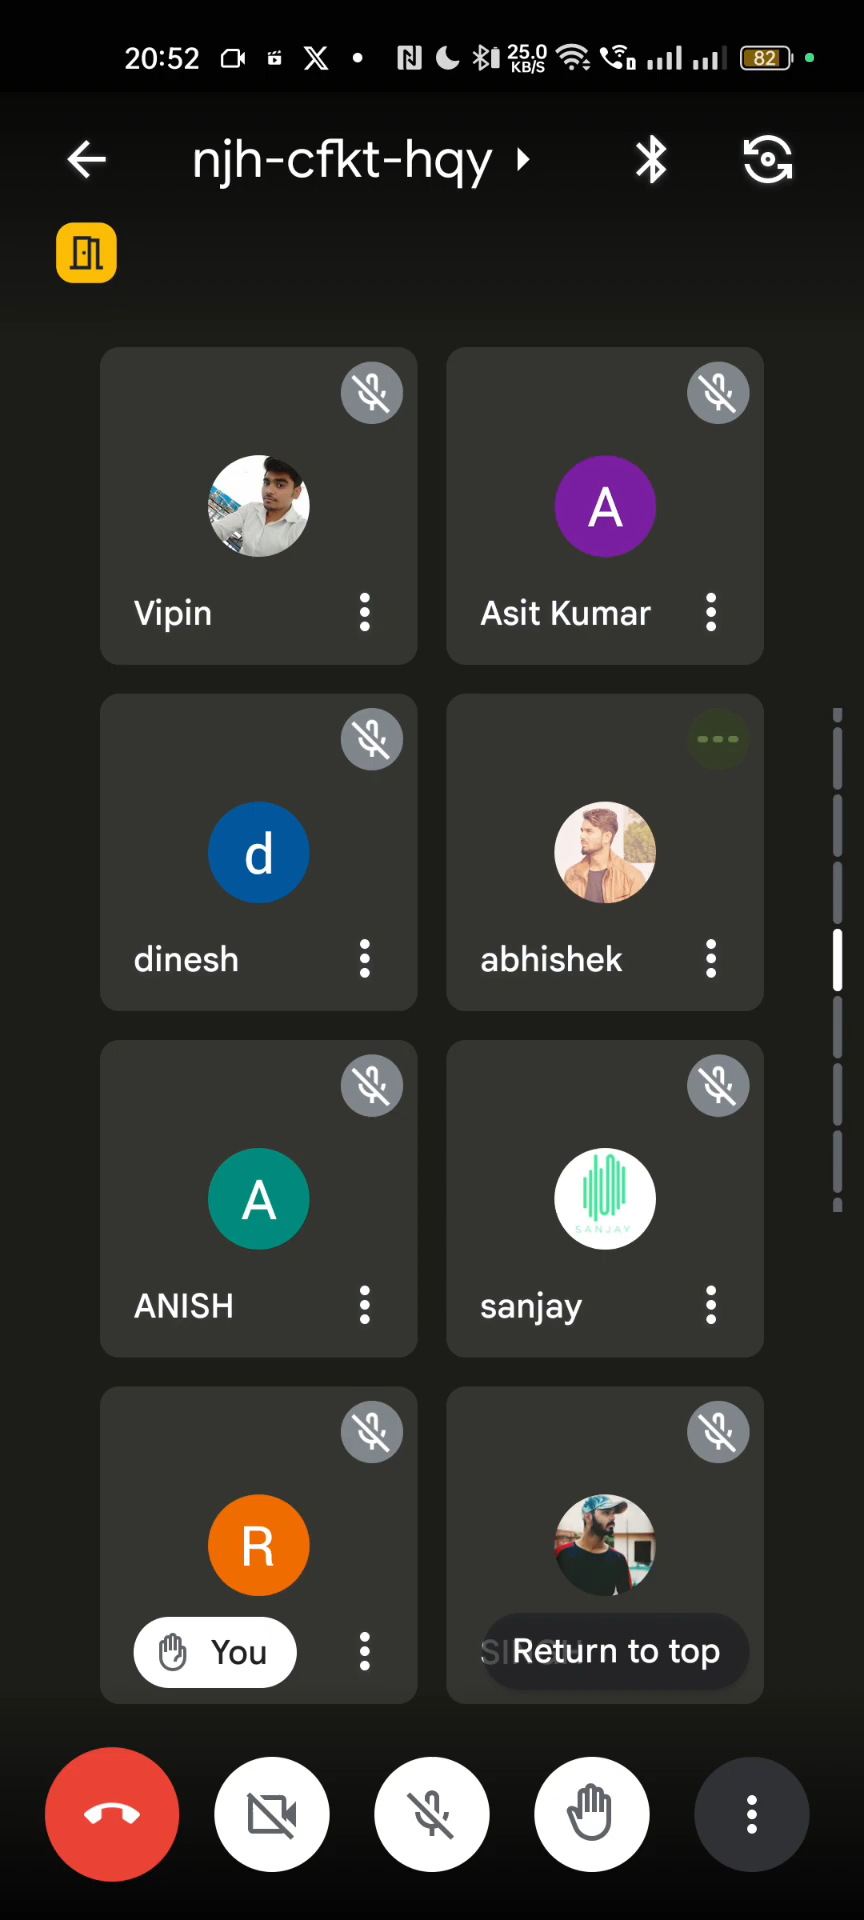 20:52 X 25.0 KB/S 82
njh-cfkt-hqy
Vipin
A
Asit Kumar
d
dinesh
abhishek
A
ANISH
SANJAY
sanjay
R
You
Return to top